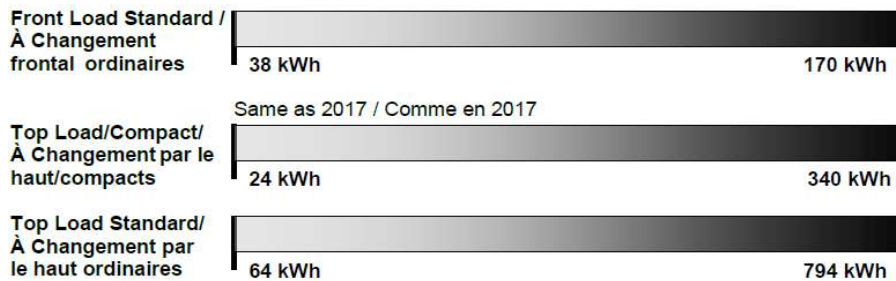 Front Load Standard /
À Changement
frontal ordinaires
38 kWh 170 kWh
Same as 2017 / Comme en 2017
Top Load/Compact/
À Changement par le
haut/compacts
24 kWh 340 kWh
Top Load Standard/
À Changement par
le haut ordinaires
64 kWh 794 kWh